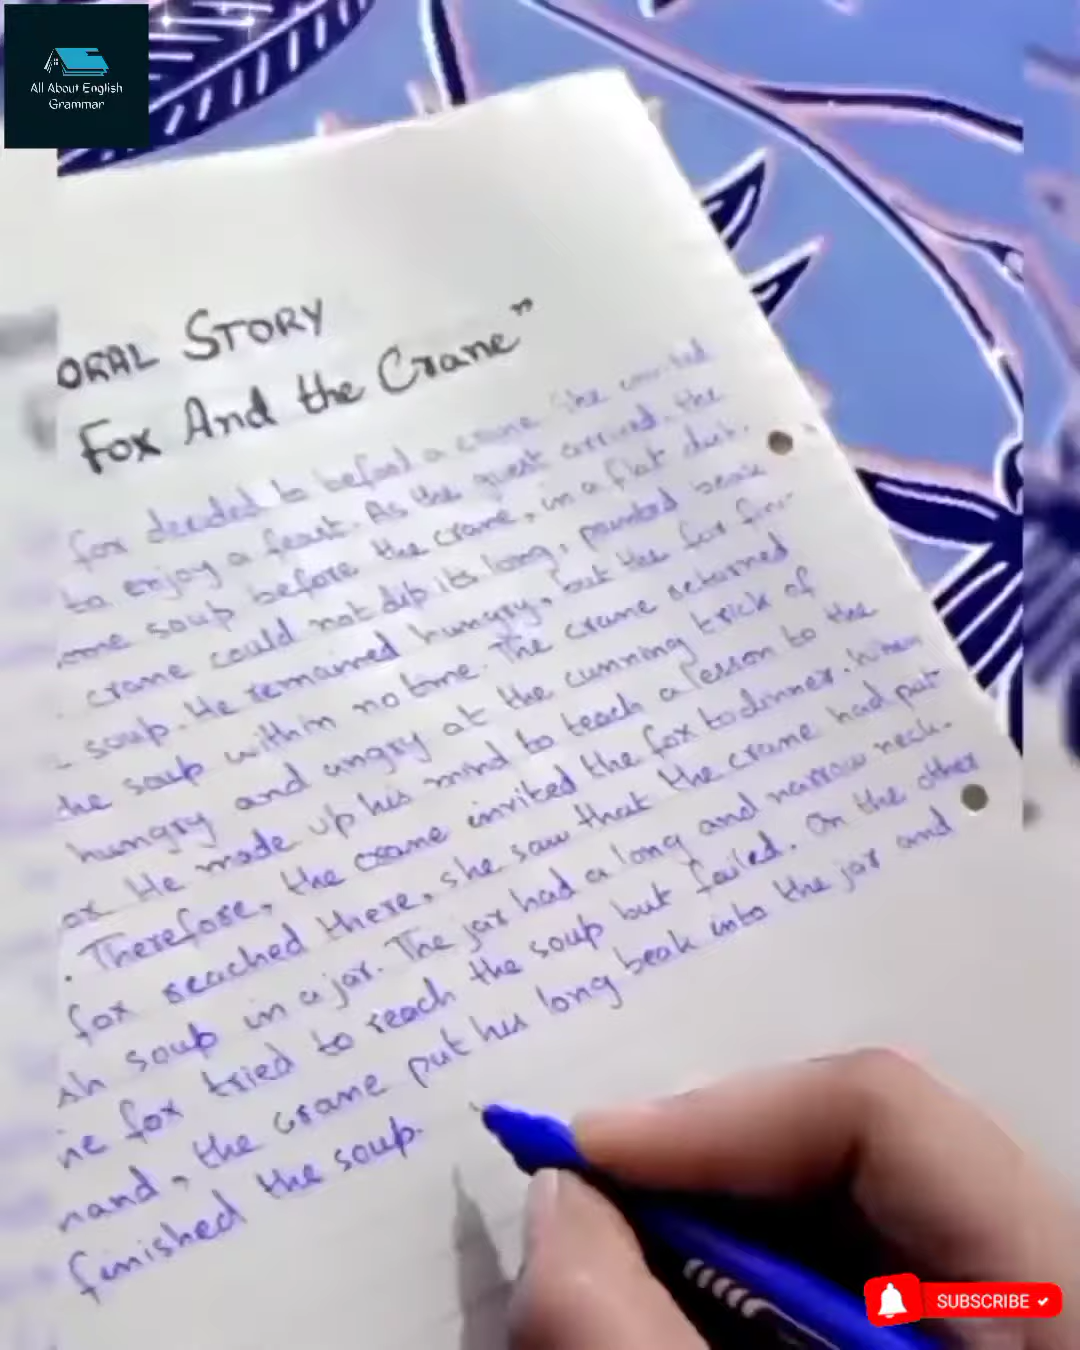 All About English
Grammar
ORAL STORY
Fox And the Crane”
fox decided to befool a crane. She invited
to enjoy a feast. As the guest arrived, the
ome soup before the crane, in a flat dish.
crane could not dip its long, pointed beak
soup. He remained hungry, but the fox fini-
he soup within no time. The crane returned
hungry and angry at the cunning trick of
ox He made up his mind to teach a lesson to the
. Therefore, the crane invited the fox to dinner. When
fox reached there, she saw that the crane had put
soup in a jar. The jar had a long and narrow neck.
he fox tried to reach the soup but failed. On the other
hand, the crane put his long beak into the jar and
finished the soup.
SUBSCRIBE